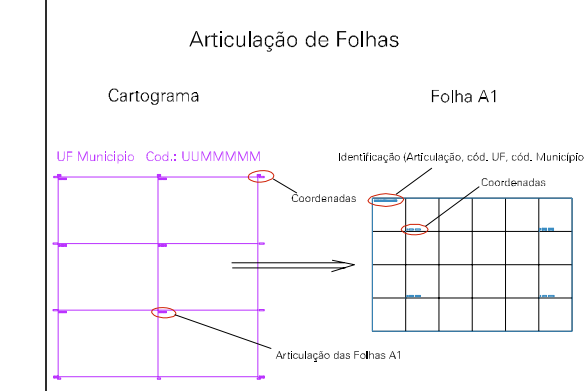 Articulação de Folhas
Cartograma
Folha A1
UF Municipio Cod.: UUMMMMM
Identificação (Articulação, cód. UF, cód. Município
Coordenadas
Coordenadas
Articulação das Folhas A1